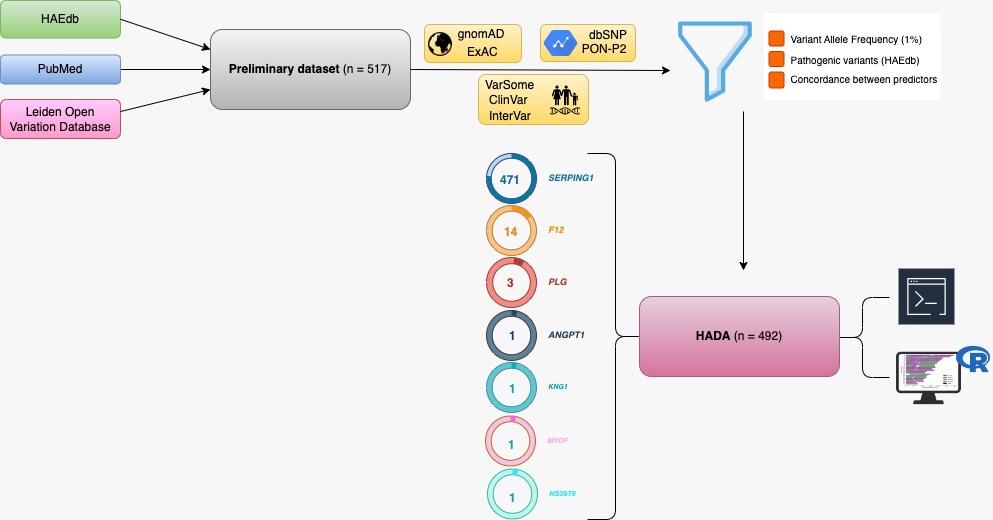 HAEdb
PubMed
Leiden Open
Variation Database
Preliminary dataset (n = 517)
gnomAD
ExAC
dbSNP
PON-P2
VarSome
ClinVar
InterVar
Variant Allele Frequency (1%)
Pathogenic variants (HAEdb)
Concordance between predictors
471 SERPING1
14 F12
3 PLG
1 ANGPT1
1 KNG1
1 MYOF
1 HS3ST6
HADA (n = 492)
>_
R